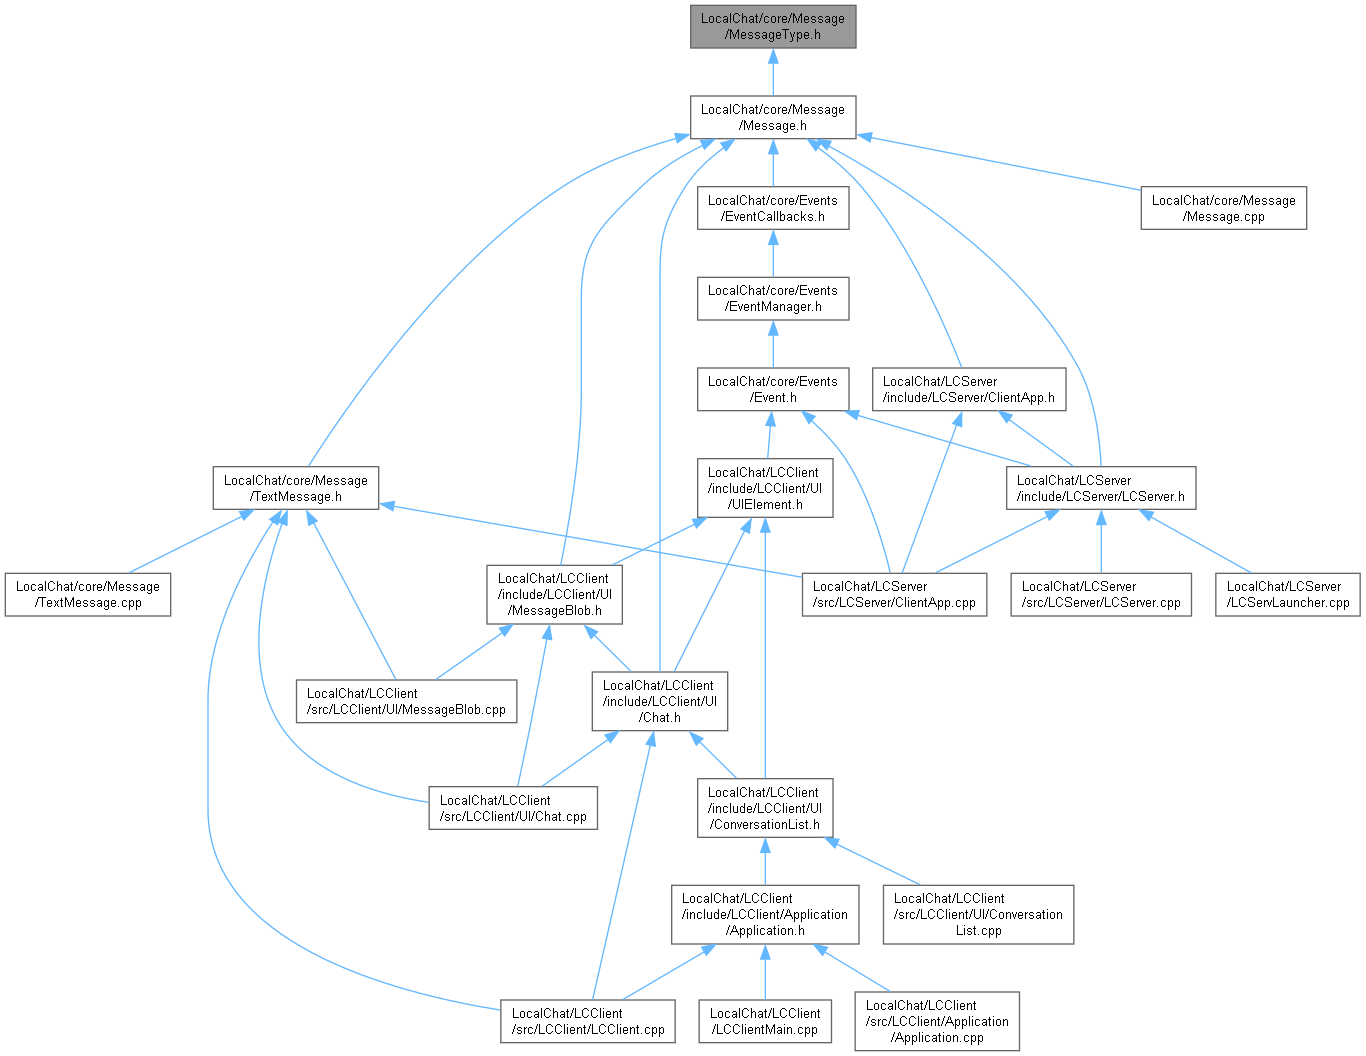 LocalChat/core/Message
/MessageType.h
LocalChat/core/Message
/Message.h
LocalChat/core/Events
/EventCallbacks.h
LocalChat/core/Message
/Message.cpp
LocalChat/core/Events
/EventManager.h
LocalChat/core/Events
/Event.h
LocalChat/LCServer
/include/LCServer/ClientApp.h
LocalChat/core/Message
/TextMessage.h
LocalChat/LCClient
/include/LCClient/UI
/UIElement.h
LocalChat/LCServer
/include/LCServer/LCServer.h
LocalChat/core/Message
/TextMessage.cpp
LocalChat/LCClient
/include/LCClient/UI
/MessageBlob.h
LocalChat/LCServer
/src/LCServer/ClientApp.cpp
LocalChat/LCServer
/src/LCServer/LCServer.cpp
LocalChat/LCServer
/LCServLauncher.cpp
LocalChat/LCClient
/src/LCClient/UI/MessageBlob.cpp
LocalChat/LCClient
/include/LCClient/UI
/Chat.h
LocalChat/LCClient
/src/LCClient/UI/Chat.cpp
LocalChat/LCClient
/include/LCClient/UI
/ConversationList.h
LocalChat/LCClient
/include/LCClient/Application
/Application.h
LocalChat/LCClient
/src/LCClient/UI/Conversation
List.cpp
LocalChat/LCClient
/src/LCClient/LCClient.cpp
LocalChat/LCClient
/LCClientMain.cpp
LocalChat/LCClient
/src/LCClient/Application
/Application.cpp